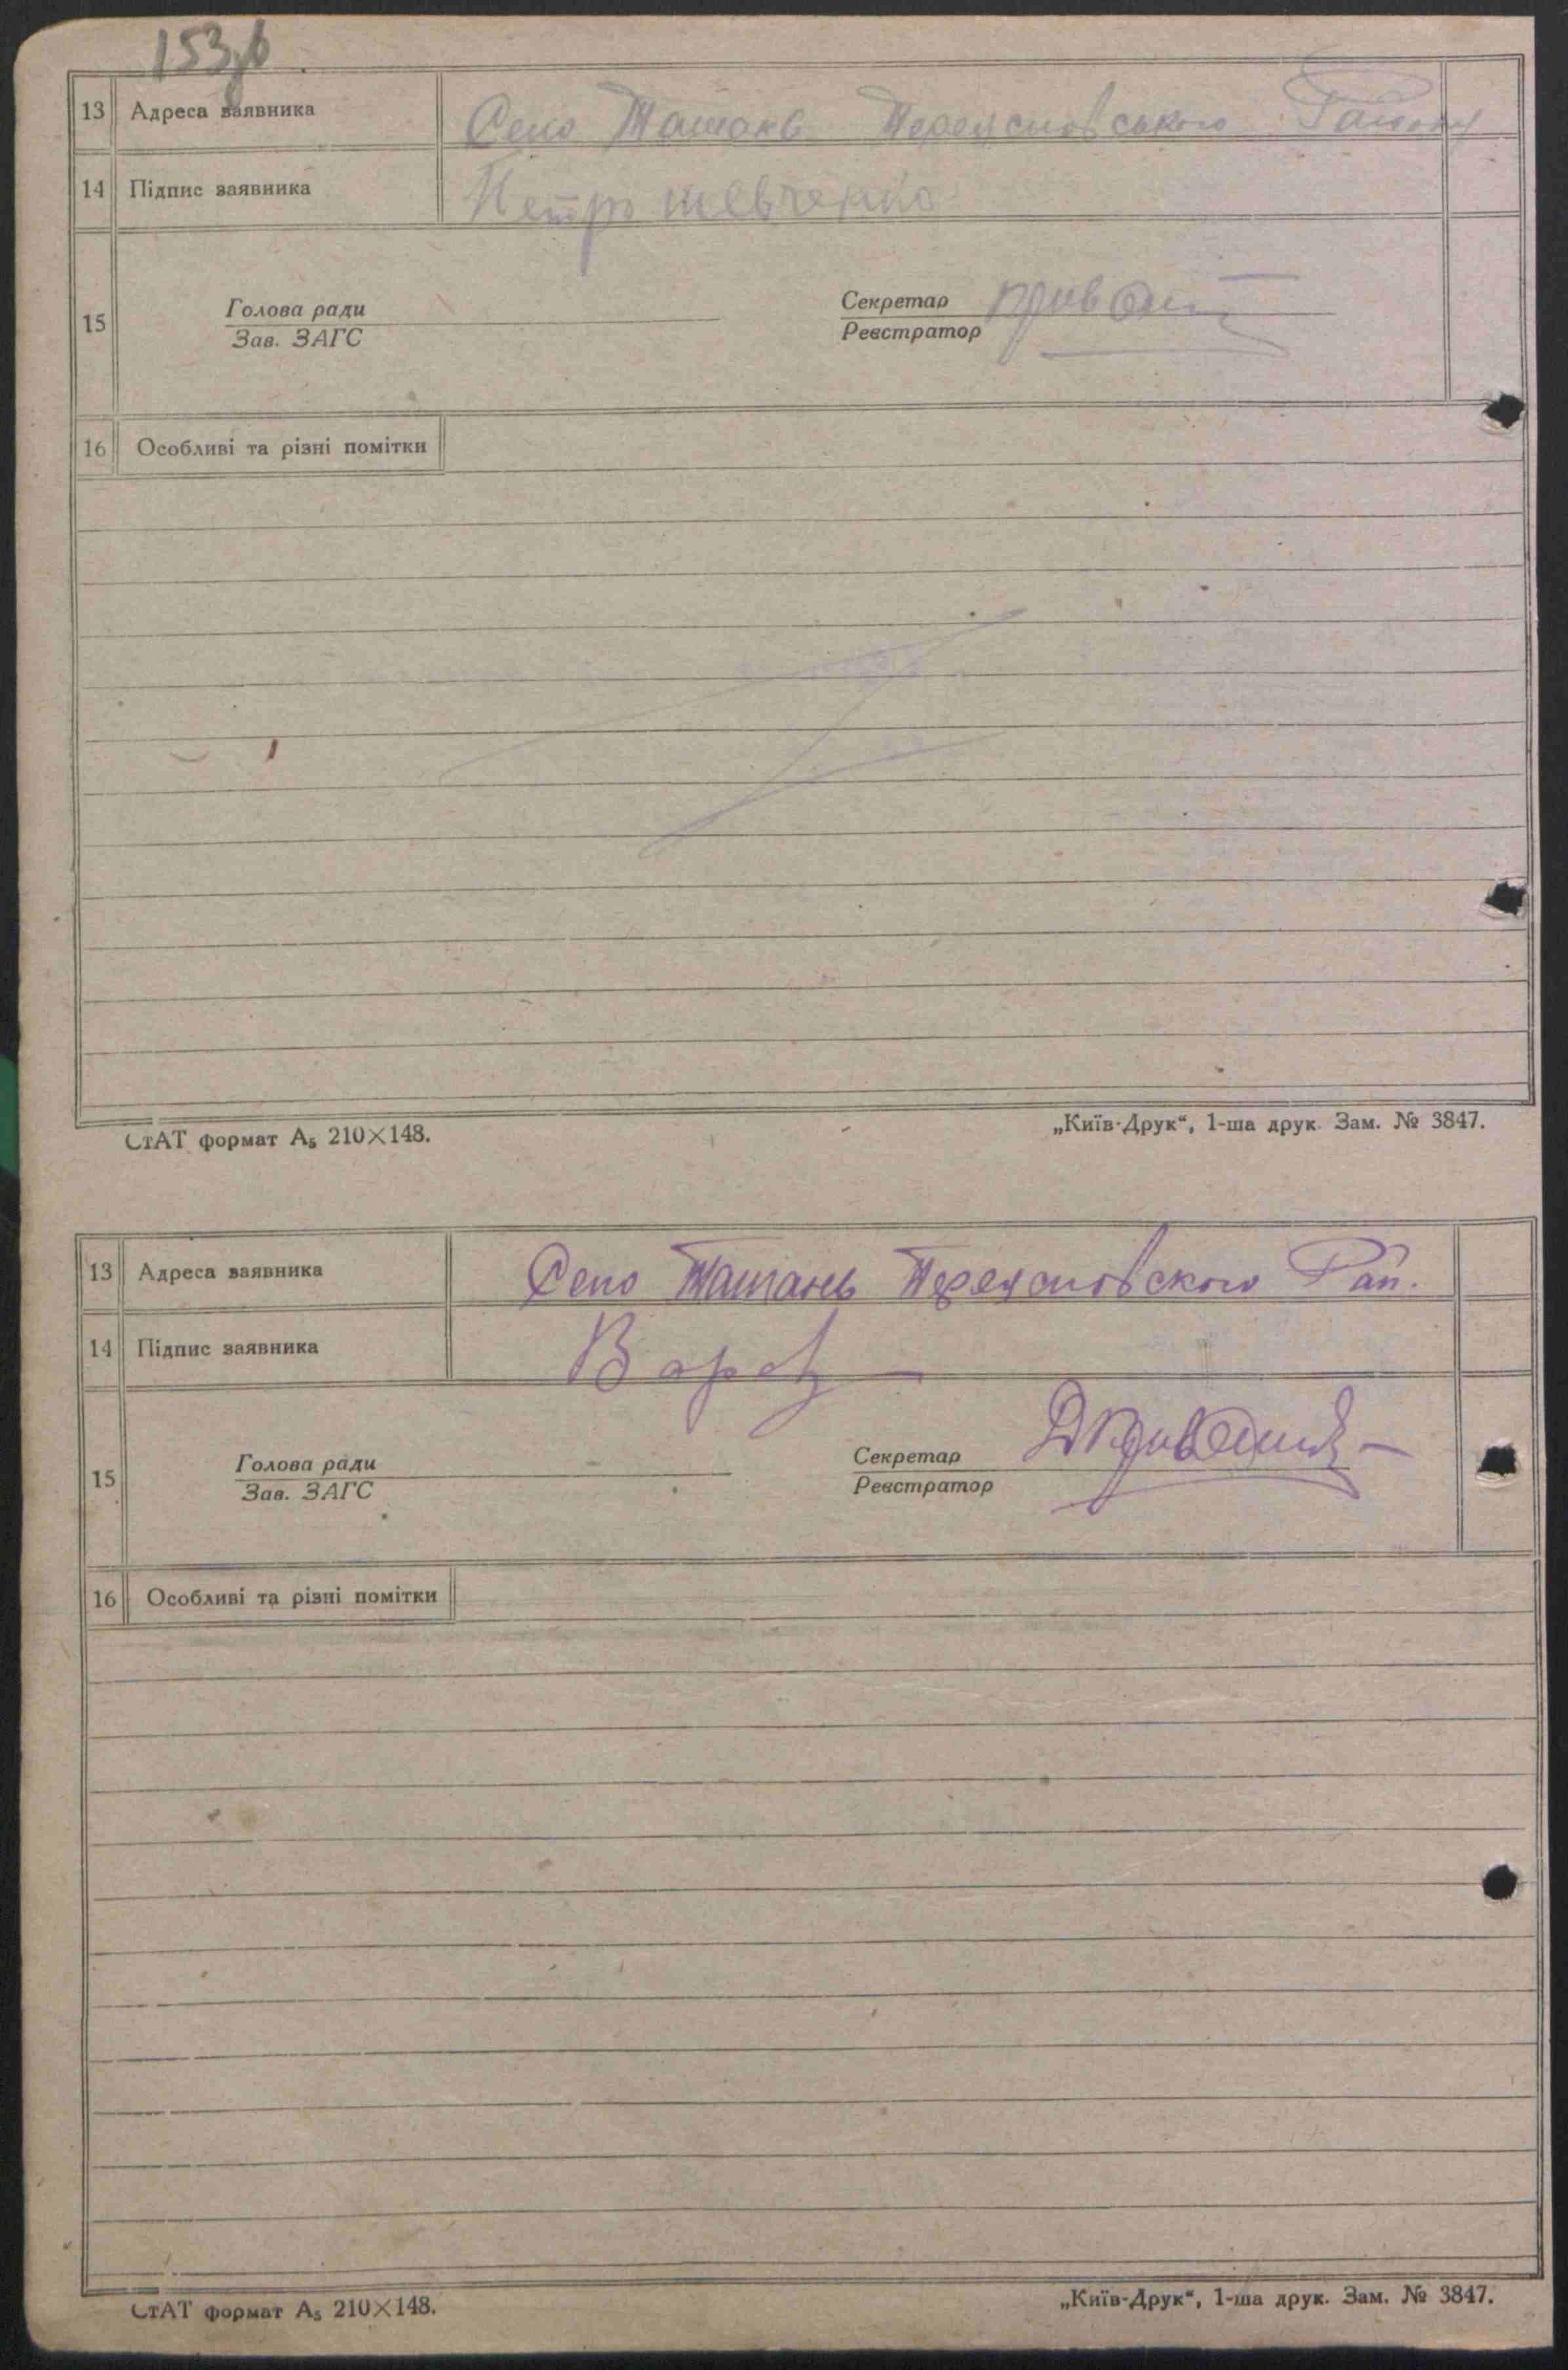 153зв
13 Адреса заявника Село Ташань Переяславського Району
14 Підпис заявника Петро шевченко
15 Голова ради Секретар
Зав. ЗАГС Реєстратор
16 Особливі та різні помітки
СтАТ формат А₅ 210×148. „Київ-Друк“, 1-ша друк. Зам. № 3847.
13 Адреса заявника Село Ташань Переяславского Рай.
14 Підпис заявника
15 Голова ради Секретар
Зав. ЗАГС Реєстратор
16 Особливі та різні помітки
СтАТ формат А₅ 210×148. „Київ-Друк“, 1-ша друк. Зам. № 3847.